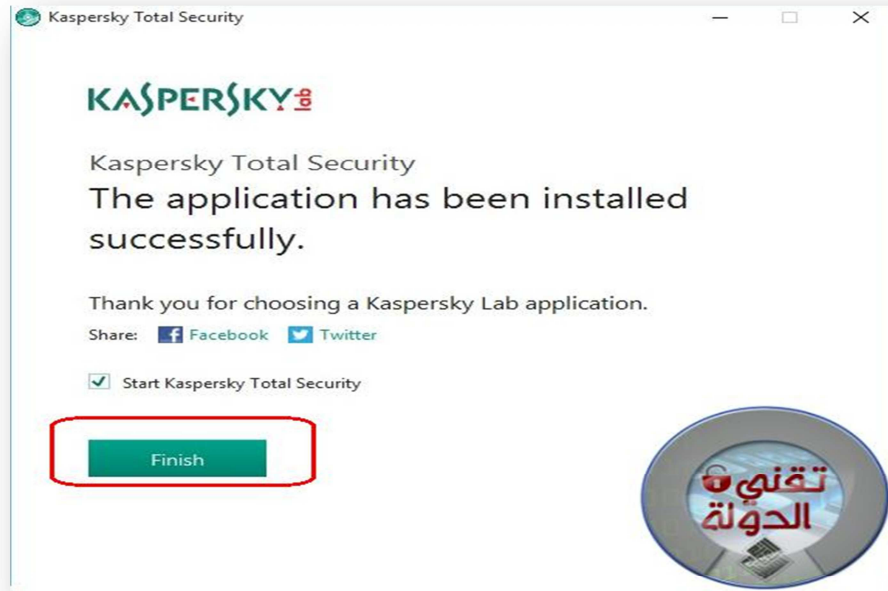 Kaspersky Total Security
KASPERSKY lab
Kaspersky Total Security
The application has been installed
successfully.
Thank you for choosing a Kaspersky Lab application.
Share: Facebook Twitter
Start Kaspersky Total Security
Finish
تقني
الدولة